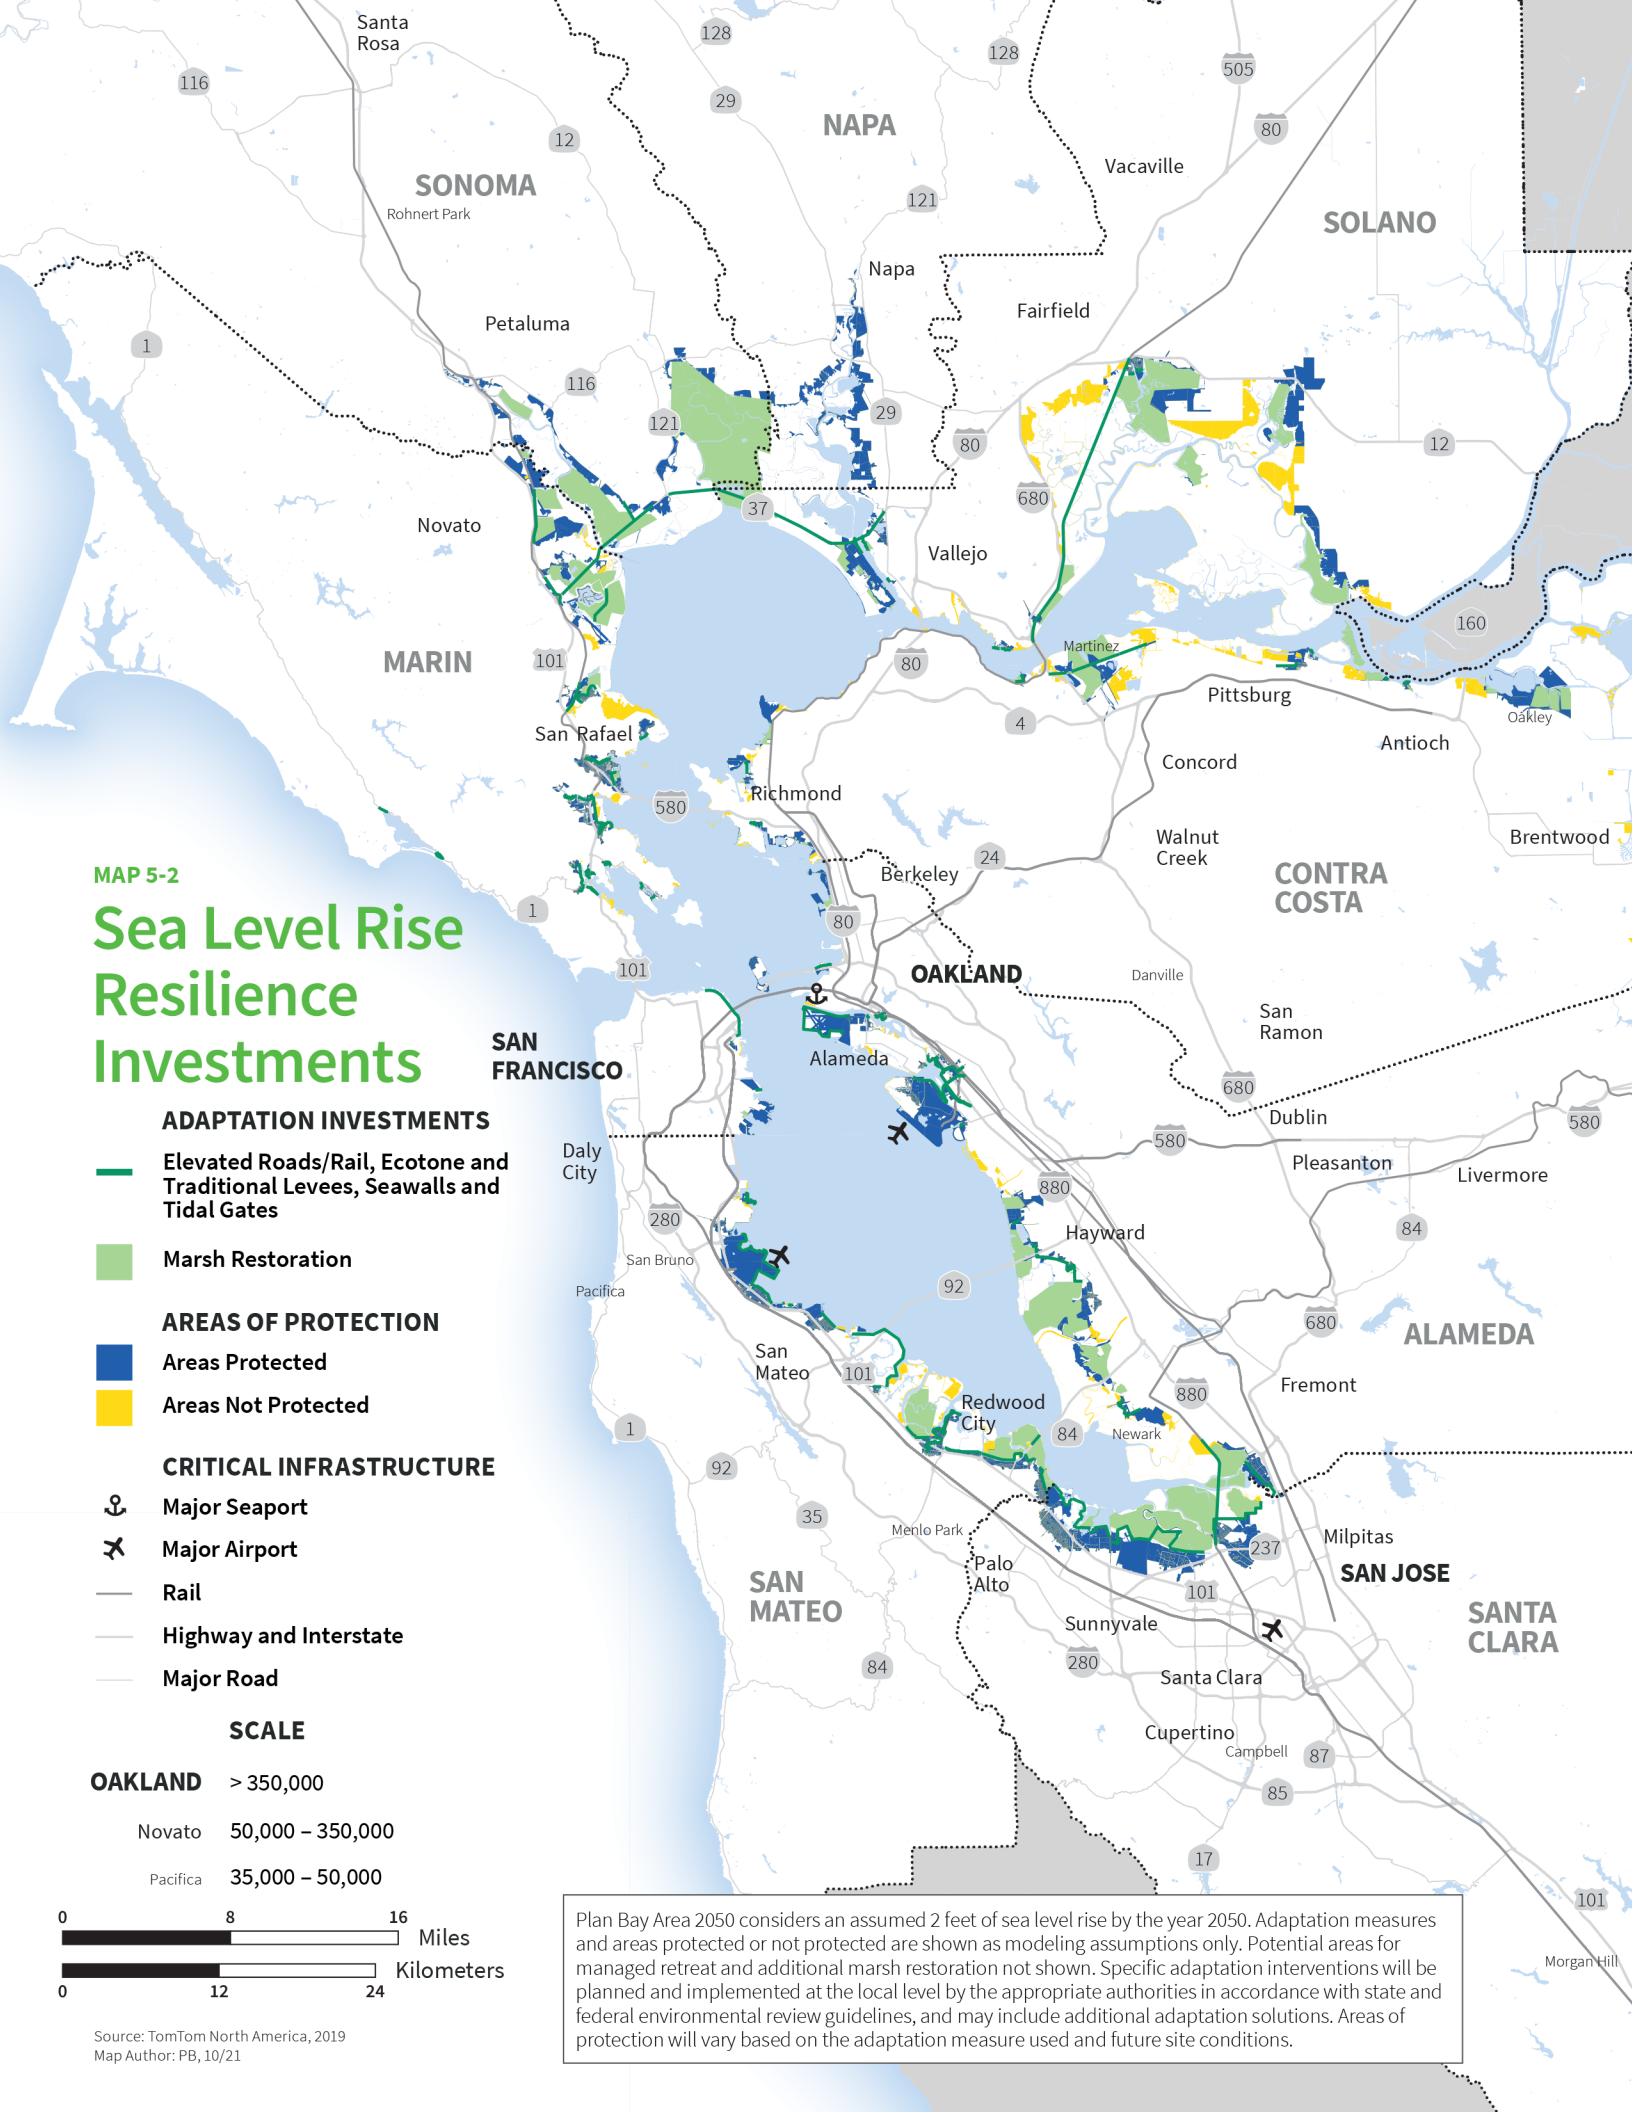 Santa
Rosa
128
128
505
116
29
80
NAPA
12
Vacaville
SONOMA
121
Rohnert Park
SOLANO
Napa
Fairfield
Petaluma
1
116
29
121
80
12
680
37
Novato
Vallejo
160
Martinez
MARIN
101
80
Pittsburg
4
Oakley
San Rafael
Antioch
Concord
Richmond
580
Walnut
Creek
Brentwood
24
Berkeley
CONTRA
COSTA
1
80
101
OAKLAND
Danville
San
Ramon
SAN
FRANCISCO
Alameda
680
Dublin
580
580
Daly
City
Pleasanton
Livermore
880
280
84
Hayward
San Bruno
Pacifica
92
680
ALAMEDA
San
Mateo
101
Fremont
880
Redwood
City
1
84
Newark
92
35
Menlo Park
Milpitas
237
Palo
Alto
SAN JOSE
SAN
MATEO
101
SANTA
CLARA
Sunnyvale
280
84
Santa Clara
Cupertino
Campbell
87
85
17
101
Morgan Hill
MAP 5-2
Sea Level Rise
Resilience
Investments
ADAPTATION INVESTMENTS
Elevated Roads/Rail, Ecotone and
Traditional Levees, Seawalls and
Tidal Gates
Marsh Restoration
AREAS OF PROTECTION
Areas Protected
Areas Not Protected
CRITICAL INFRASTRUCTURE
Major Seaport
Major Airport
Rail
Highway and Interstate
Major Road
SCALE
OAKLAND > 350,000
Novato 50,000 – 350,000
Pacifica 35,000 – 50,000
0 8 16
Miles
Kilometers
0 12 24
Source: TomTom North America, 2019
Map Author: PB, 10/21
Plan Bay Area 2050 considers an assumed 2 feet of sea level rise by the year 2050. Adaptation measures
and areas protected or not protected are shown as modeling assumptions only. Potential areas for
managed retreat and additional marsh restoration not shown. Specific adaptation interventions will be
planned and implemented at the local level by the appropriate authorities in accordance with state and
federal environmental review guidelines, and may include additional adaptation solutions. Areas of
protection will vary based on the adaptation measure used and future site conditions.